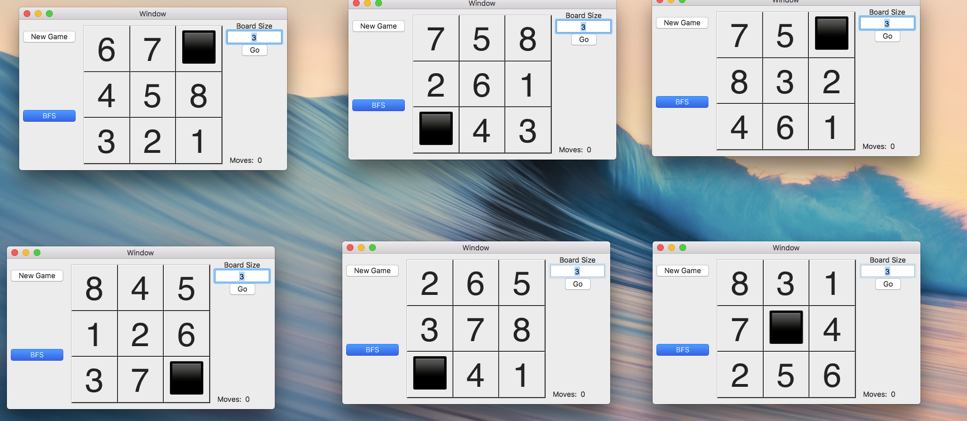 Window
New Game
Board Size
3
Go
6 7
BFS
4 5 8
3 2 1
Moves: 0
Window
New Game
Board Size
3
Go
7 5 8
BFS
2 6 1
4 3
Moves: 0
New Game
Board Size
3
Go
7 5
BFS
8 3 2
4 6 1
Moves: 0
Window
New Game
Board Size
3
Go
8 4 5
1 2 6
BFS
3 7
Moves: 0
Window
New Game
Board Size
3
Go
2 6 5
3 7 8
BFS
4 1
Moves: 0
Window
New Game
Board Size
3
Go
8 3 1
7 4
BFS
2 5 6
Moves: 0